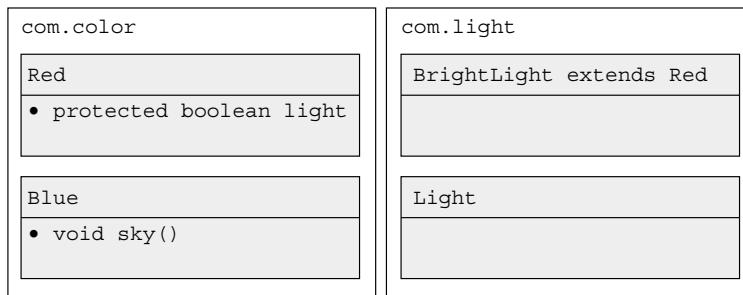 com.color
Red
• protected boolean light
Blue
• void sky()
com.light
BrightLight extends Red
Light